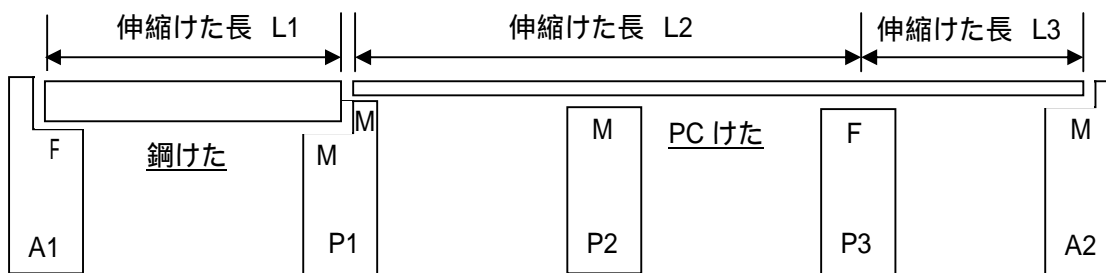 伸縮けた長 L1
伸縮けた長 L2
伸縮けた長 L3
F
鋼けた
M
M
M
PC けた
F
M
A1
P1
P2
P3
A2